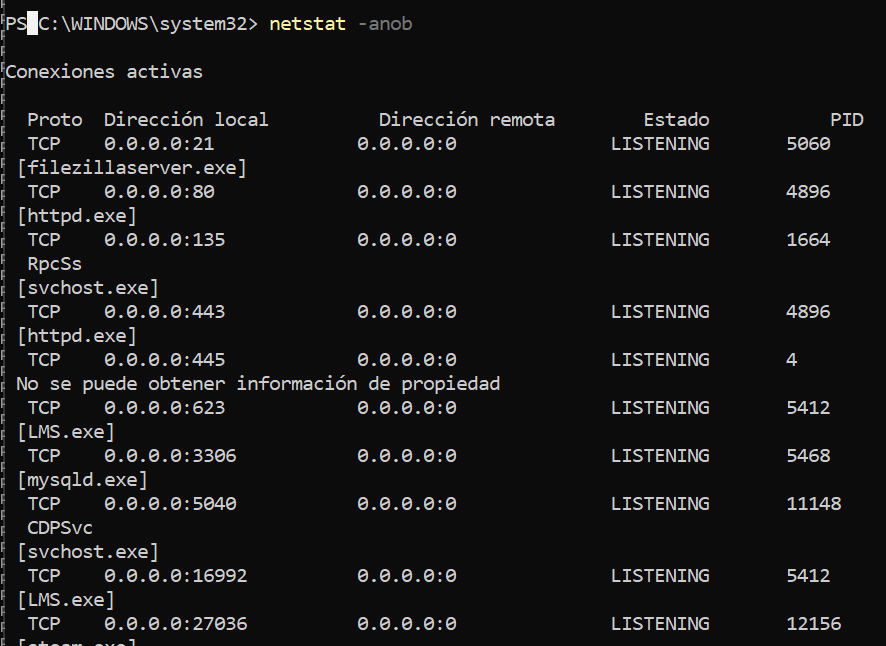 PS C:\WINDOWS\system32> netstat -anob
Conexiones activas
Proto Dirección local Dirección remota Estado PID
TCP 0.0.0.0:21 0.0.0.0:0 LISTENING 5060
[filezillaserver.exe]
TCP 0.0.0.0:80 0.0.0.0:0 LISTENING 4896
[httpd.exe]
TCP 0.0.0.0:135 0.0.0.0:0 LISTENING 1664
RpcSs
[svchost.exe]
TCP 0.0.0.0:443 0.0.0.0:0 LISTENING 4896
[httpd.exe]
TCP 0.0.0.0:445 0.0.0.0:0 LISTENING 4
No se puede obtener información de propiedad
TCP 0.0.0.0:623 0.0.0.0:0 LISTENING 5412
[LMS.exe]
TCP 0.0.0.0:3306 0.0.0.0:0 LISTENING 5468
[mysqld.exe]
TCP 0.0.0.0:5040 0.0.0.0:0 LISTENING 11148
CDPSvc
[svchost.exe]
TCP 0.0.0.0:16992 0.0.0.0:0 LISTENING 5412
[LMS.exe]
TCP 0.0.0.0:27036 0.0.0.0:0 LISTENING 12156